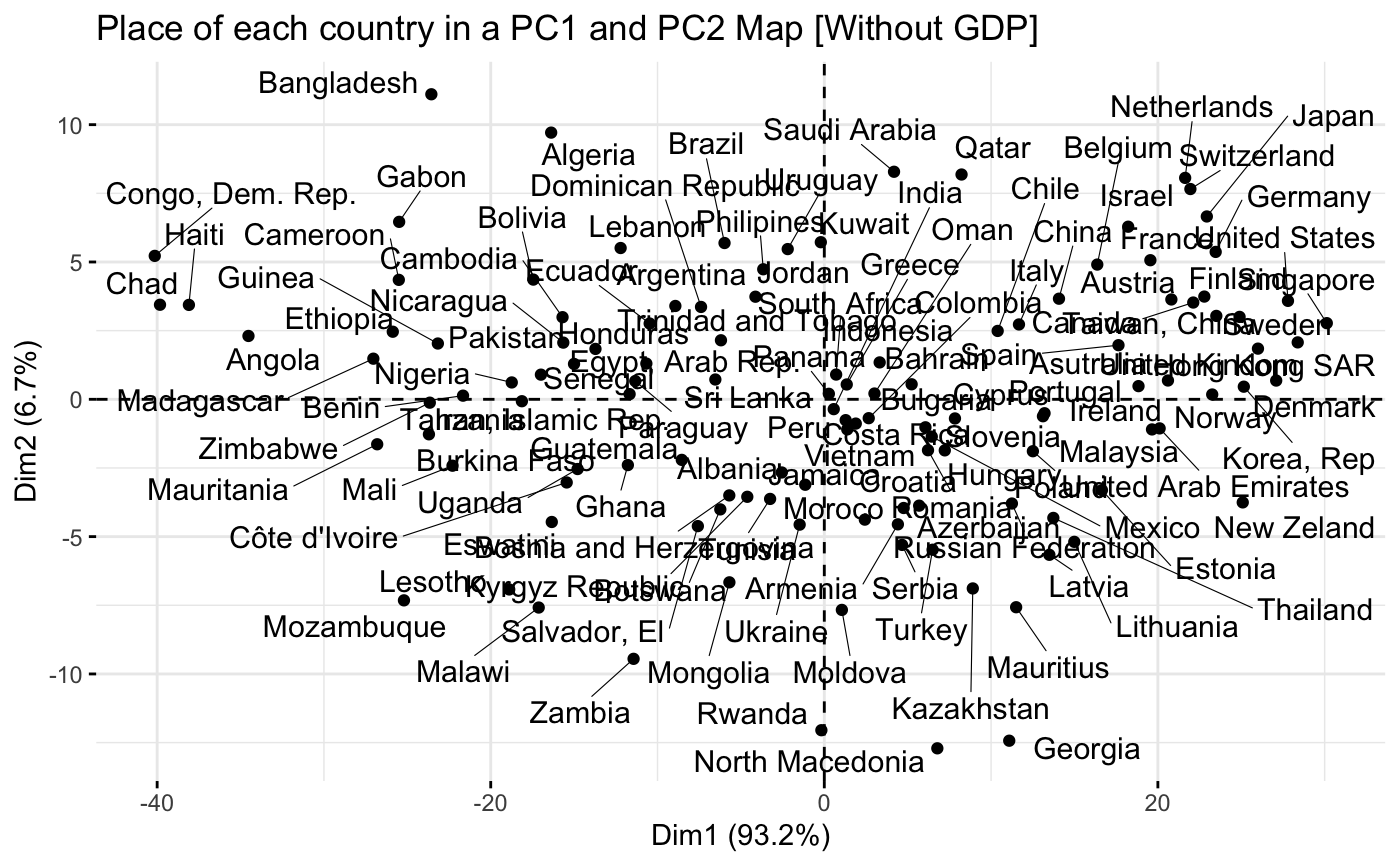 Place of each country in a PC1 and PC2 Map [Without GDP]
Bangladesh
Netherlands
Japan
10
Saudi Arabia
Brazil
Algeria
Qatar
Belgium
Switzerland
Gabon
Congo, Dem. Rep.
Dominican Republic
Uruguay
India
Chile
Israel
Germany
Bolivia
Lebanon
Philipines
Kuwait
Haiti
Cameroon
Oman
China
France
United States
5
Cambodia
Ecuador
Argentina
Jordan
Greece
Italy
Chad
Guinea
Austria
Finland
Singapore
Nicaragua
South Africa
Colombia
Ethiopia
Trinidad and Tobago
Canada
Taiwan, China
Sweden
Pakistan
Honduras
Indonesia
Angola
Egypt, Arab Rep.
Panama
Bahrain
Spain
United Kingdom
Hong Kong SAR
Nigeria
Senegal
0
Madagascar
Benin
Sri Lanka
Bulgaria
Cyprus
Portugal
Ireland
Norway
Denmark
Tanzania
Iran, Islamic Rep.
Zimbabwe
Paraguay
Peru
Costa Rica
Slovenia
Guatemala
Vietnam
Malaysia
Korea, Rep
Burkina Faso
Albania
Jamaica
Croatia
Hungary
Poland
United Arab Emirates
Mauritania
Mali
Uganda
Ghana
Moroco
Romania
Azerbaijan
Mexico
New Zeland
-5
Côte d'Ivoire
Eswatini
Bosnia and Herzergovina
Tunisia
Russian Federation
Estonia
Lesotho
Kyrgyz Republic
Botswana
Armenia
Serbia
Latvia
Thailand
Mozambuque
Salvador, El
Ukraine
Turkey
Lithuania
-10
Malawi
Mongolia
Moldova
Mauritius
Zambia
Rwanda
Kazakhstan
North Macedonia
Georgia
-40
-20
0
20
Dim1 (93.2%)
Dim2 (6.7%)